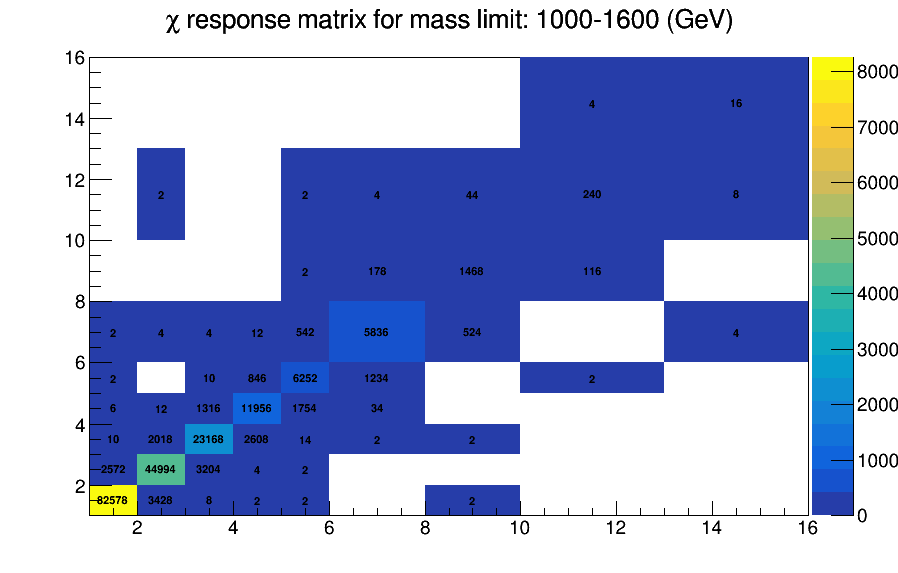 χ response matrix for mass limit: 1000-1600 (GeV)
16 8000
4 16
14 7000
12 2 2 4 44 240 8 6000
10 5000
2 178 1468 116
8 4000
2 4 4 12 542 5836 524 4
6 3000
2 10 846 6252 1234 2
6 12 1316 11956 1754 34 2000
4
10 2018 23168 2608 14 2 2
2572 44994 3204 4 2 1000
2
82578 3428 8 2 2 2
0
2 4 6 8 10 12 14 16